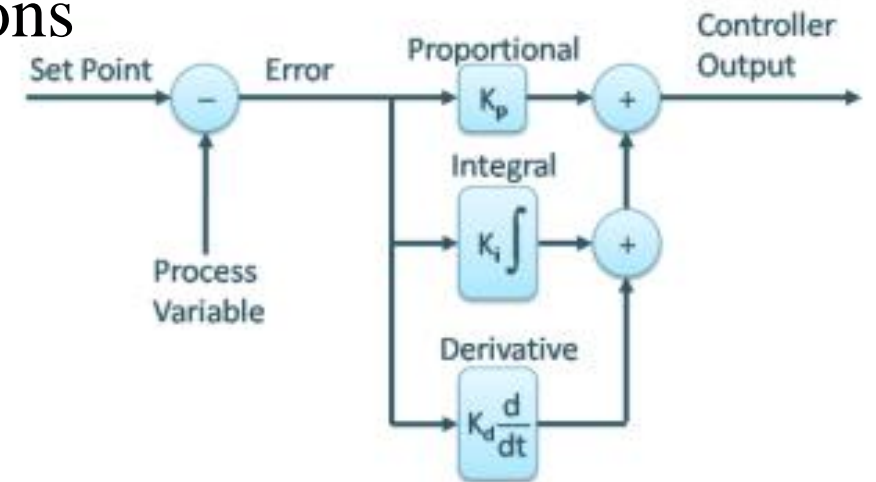 ons
Set Point
Error
Proportional
Controller
Output
−
Kp
+
Integral
Ki ∫
+
Process
Variable
Derivative
Kd d/dt